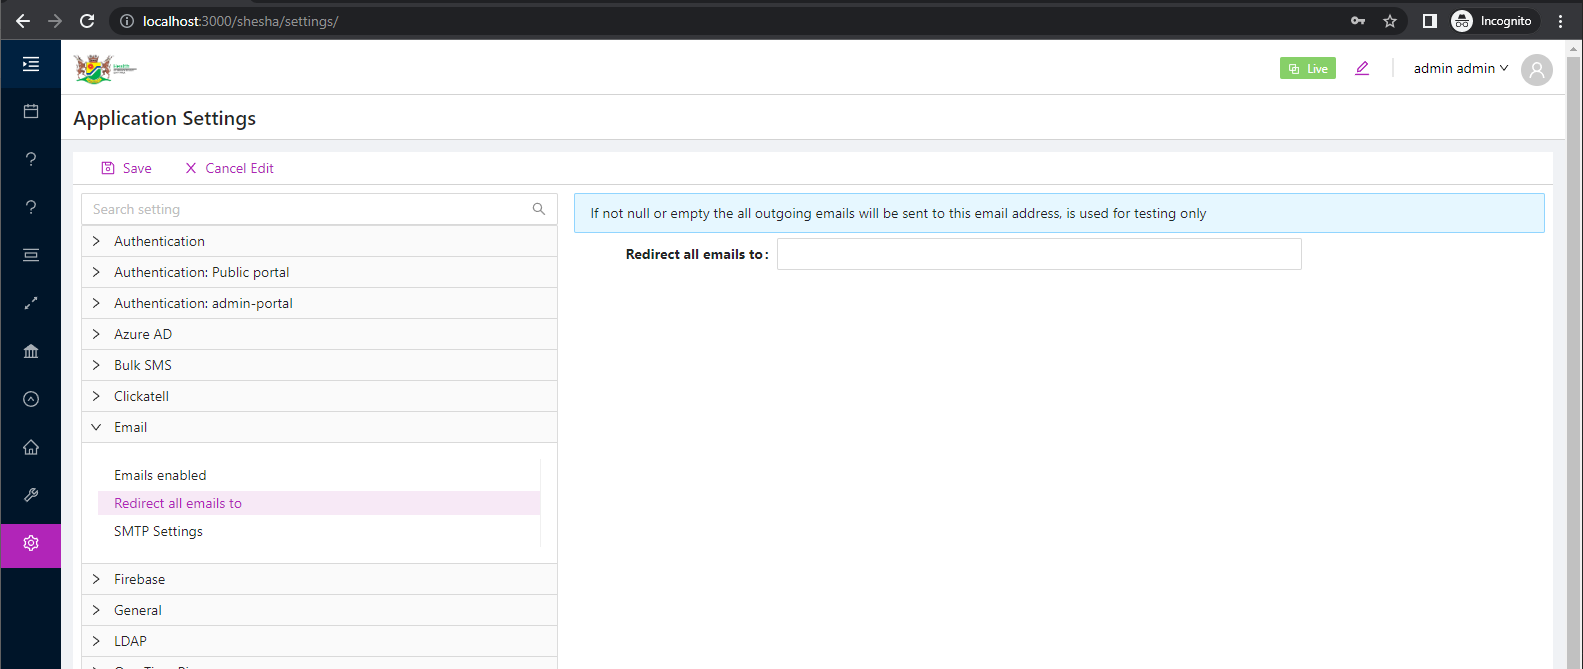 localhost:3000/shesha/settings/
Incognito
Health
Live
admin admin
Application Settings
Save
Cancel Edit
Search setting
Authentication
Authentication: Public portal
Authentication: admin-portal
Azure AD
Bulk SMS
Clickatell
Email
Emails enabled
Redirect all emails to
SMTP Settings
Firebase
General
LDAP
If not null or empty the all outgoing emails will be sent to this email address, is used for testing only
Redirect all emails to: